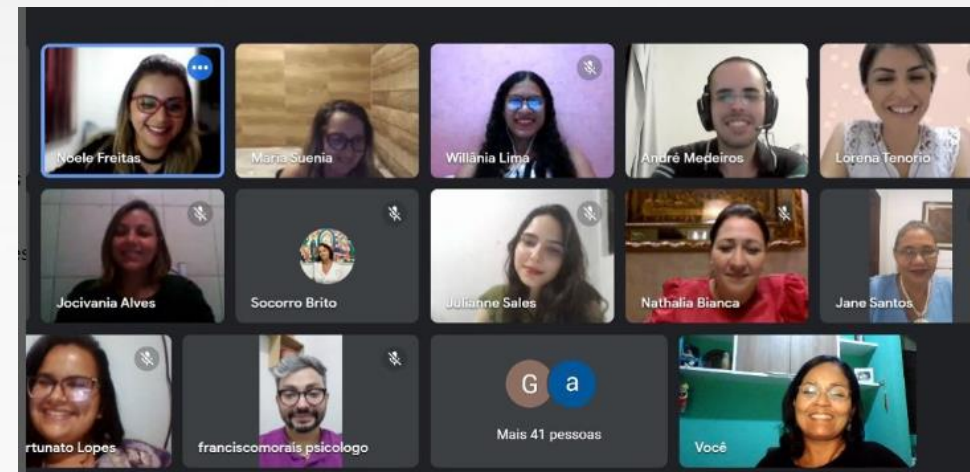 Noele Freitas
Maria Suenia
Willânia Lima
André Medeiros
Lorena Tenorio
Jocivania Alves
Socorro Brito
Julianne Sales
Nathalia Bianca
Jane Santos
rtunato Lopes
franciscomorais psicologo
G a
Mais 41 pessoas
Você